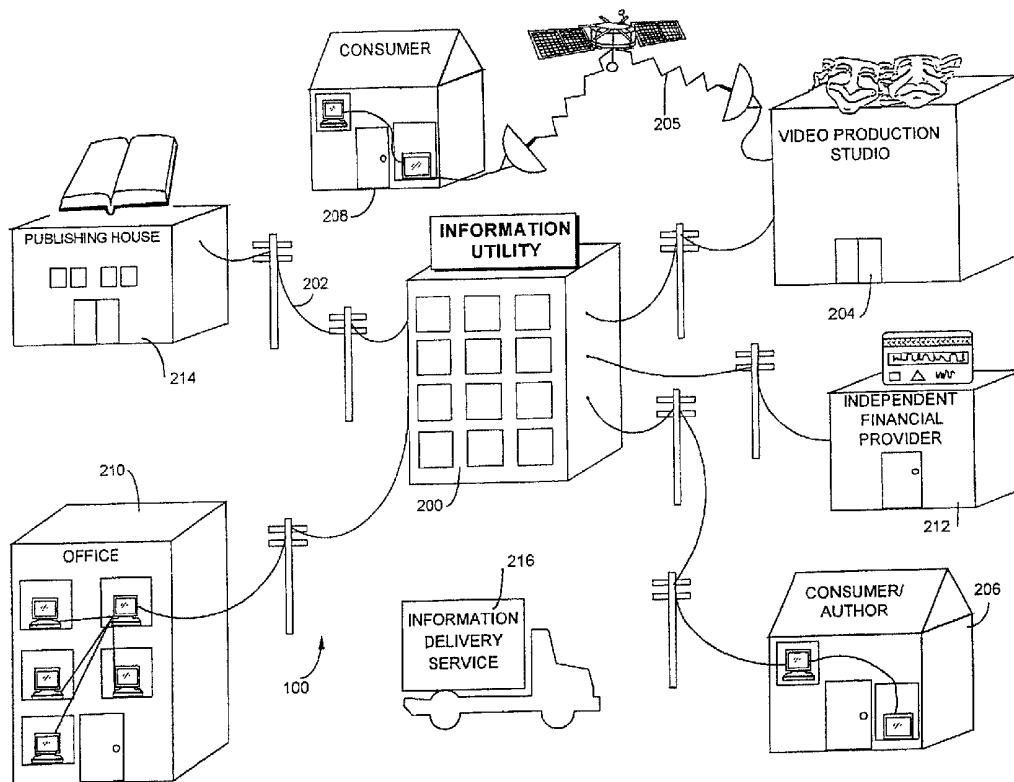 CONSUMER
205
VIDEO PRODUCTION
STUDIO
208
PUBLISHING HOUSE
INFORMATION
UTILITY
202
204
214
INDEPENDENT
FINANCIAL
PROVIDER
210
200
212
OFFICE
216
INFORMATION
DELIVERY
SERVICE
CONSUMER/
AUTHOR
206
100